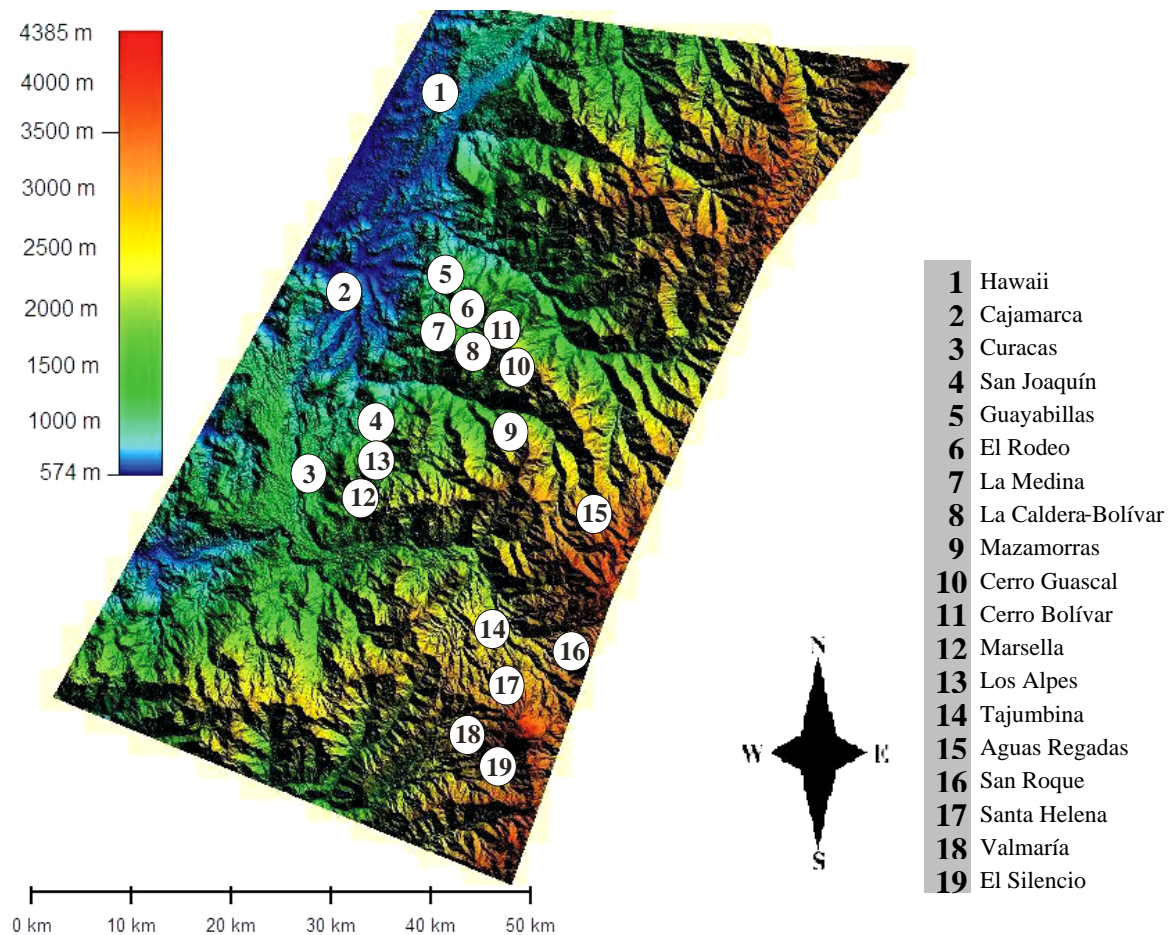 4385 m
4000 m
3500 m
3000 m
2500 m
2000 m
1500 m
1000 m
574 m
1
2
5
6
7
11
8
10
4
9
13
3
12
15
14
16
17
18
19
1 Hawaii
2 Cajamarca
3 Curacas
4 San Joaquín
5 Guayabillas
6 El Rodeo
7 La Medina
8 La Caldera-Bolívar
9 Mazamorras
10 Cerro Guascal
11 Cerro Bolívar
12 Marsella
13 Los Alpes
14 Tajumbina
15 Aguas Regadas
16 San Roque
17 Santa Helena
18 Valmaría
19 El Silencio
N
W E
S
0 km 10 km 20 km 30 km 40 km 50 km